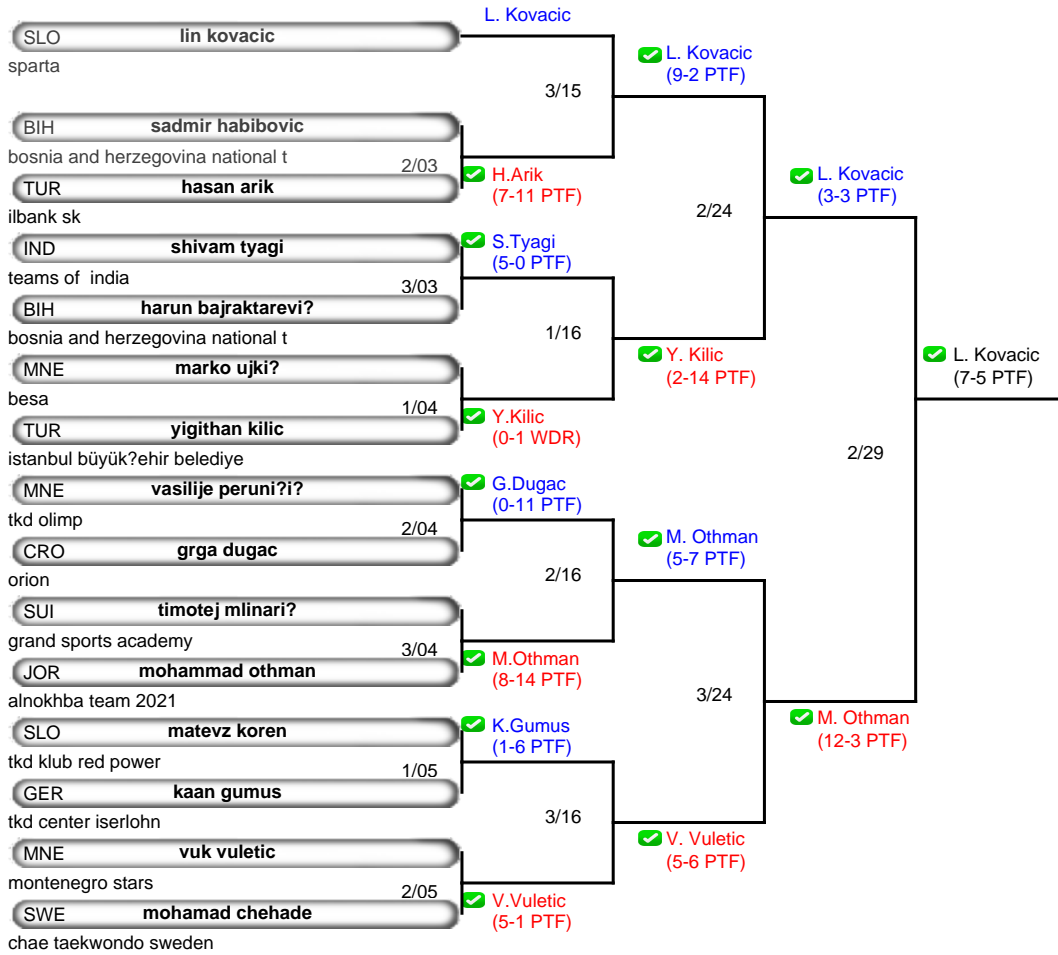 L. Kovacic
SLO lin kovacic
sparta
L. Kovacic
(9-2 PTF)
3/15
BIH sadmir habibovic
bosnia and herzegovina national t
2/03
TUR hasan arik
ilbank sk
H.Arik
(7-11 PTF)
L. Kovacic
(3-3 PTF)
2/24
IND shivam tyagi
teams of  india
S.Tyagi
(5-0 PTF)
3/03
BIH harun bajraktarevi?
bosnia and herzegovina national t
1/16
Y. Kilic
(2-14 PTF)
L. Kovacic
(7-5 PTF)
MNE marko ujki?
besa
1/04
TUR yigithan kilic
istanbul büyük?ehir belediye
Y.Kilic
(0-1 WDR)
2/29
MNE vasilije peruni?i?
tkd olimp
G.Dugac
(0-11 PTF)
2/04
CRO grga dugac
orion
M. Othman
(5-7 PTF)
2/16
SUI timotej mlinari?
grand sports academy
3/04
JOR mohammad othman
alnokhba team 2021
M.Othman
(8-14 PTF)
3/24
M. Othman
(12-3 PTF)
SLO matevz koren
tkd klub red power
K.Gumus
(1-6 PTF)
1/05
GER kaan gumus
tkd center iserlohn
3/16
V. Vuletic
(5-6 PTF)
MNE vuk vuletic
montenegro stars
2/05
SWE mohamad chehade
chae taekwondo sweden
V.Vuletic
(5-1 PTF)